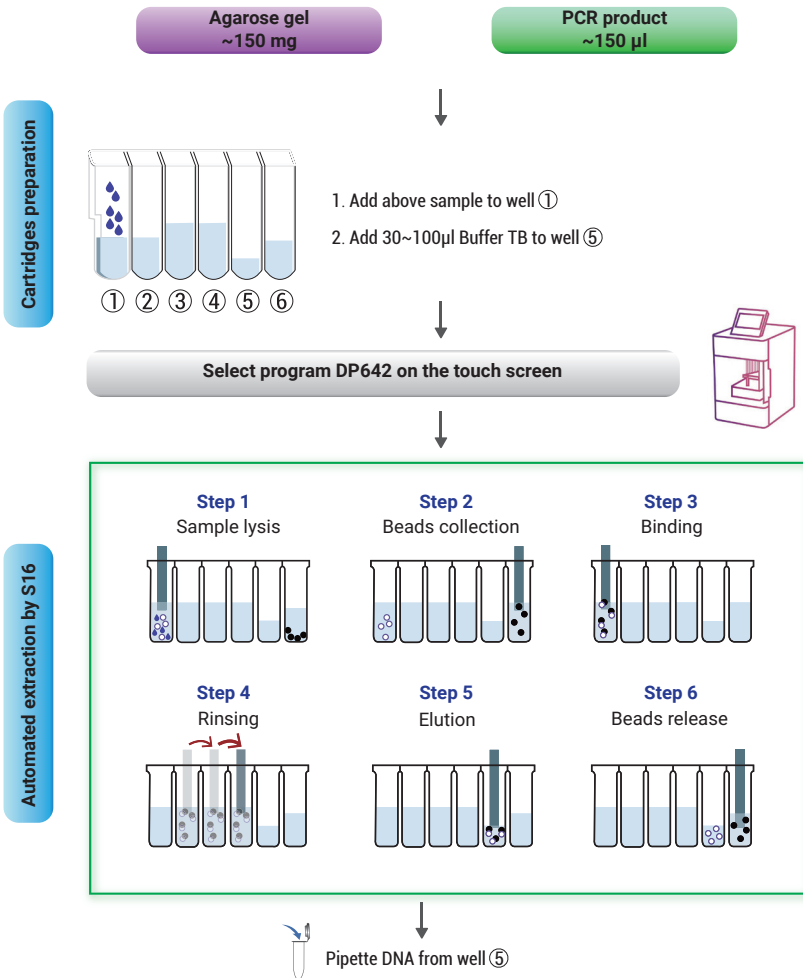 Agarose gel
~150 mg
PCR product
~150 µl
Cartridges preparation
1. Add above sample to well ①
2. Add 30~100µl Buffer TB to well ⑤
① ② ③ ④ ⑤ ⑥
Select program DP642 on the touch screen
Automated extraction by S16
Step 1
Sample lysis
Step 2
Beads collection
Step 3
Binding
Step 4
Rinsing
Step 5
Elution
Step 6
Beads release
Pipette DNA from well ⑤